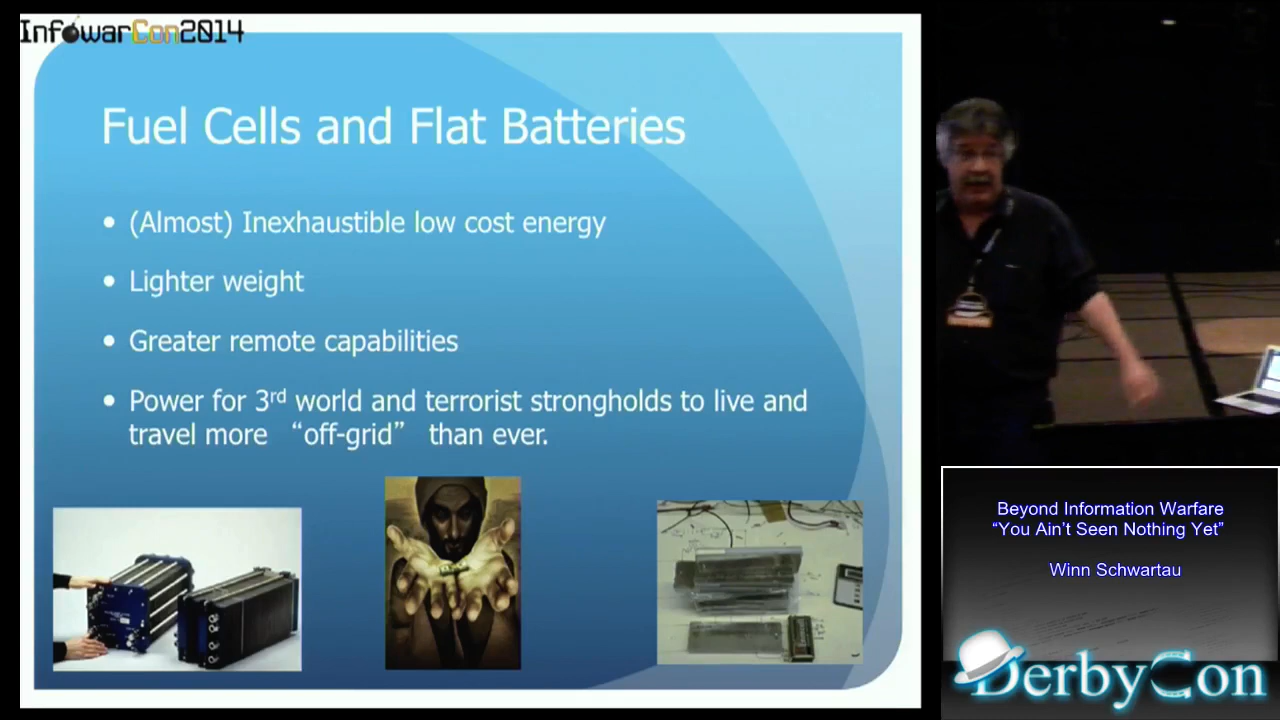 InfowarCon2014
Fuel Cells and Flat Batteries
• (Almost) Inexhaustible low cost energy
• Lighter weight
• Greater remote capabilities
• Power for 3rd world and terrorist strongholds to live and
travel more “off-grid” than ever.
Beyond Information Warfare
“You Ain’t Seen Nothing Yet”
Winn Schwartau
DerbyCon